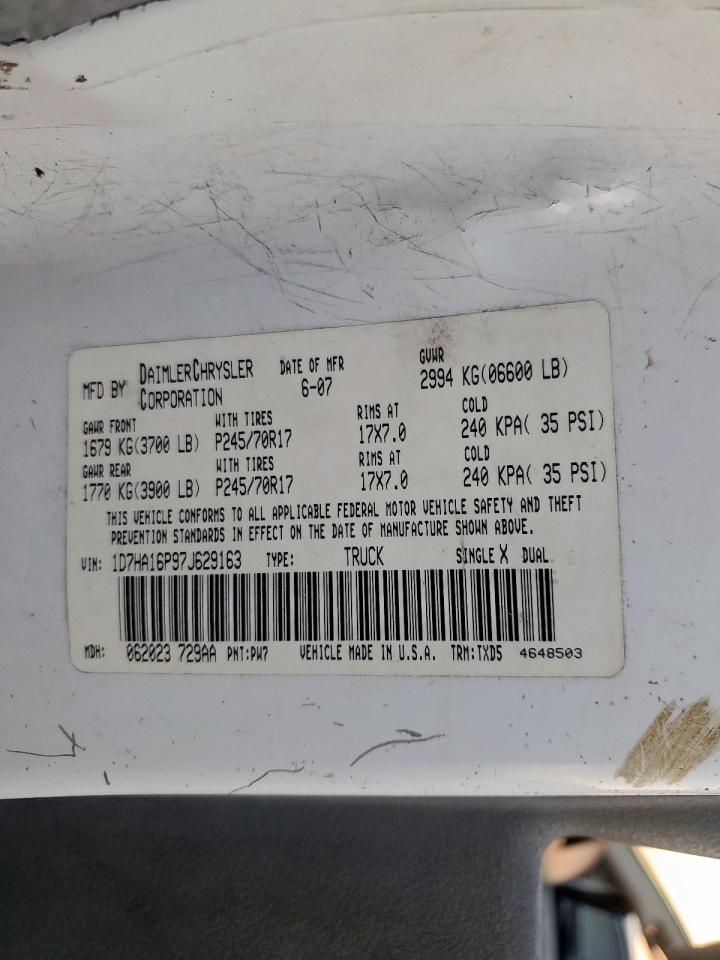 MFD BY DAIMLERCHRYSLER CORPORATION DATE OF MFR 6-07 GVWR 2994 KG(06600 LB)
GAWR FRONT WITH TIRES RIMS AT COLD
1679 KG(3700 LB) P245/70R17 17X7.0 240 KPA( 35 PSI)
GAWR REAR WITH TIRES RIMS AT COLD
1770 KG(3900 LB) P245/70R17 17X7.0 240 KPA( 35 PSI)
THIS VEHICLE CONFORMS TO ALL APPLICABLE FEDERAL MOTOR VEHICLE SAFETY AND THEFT
PREVENTION STANDARDS IN EFFECT ON THE DATE OF MANUFACTURE SHOWN ABOVE.
VIN: 1D7HA16P97J629163 TYPE: TRUCK SINGLE X DUAL
MDH: 062023 729AA PNT:PW7 VEHICLE MADE IN U.S.A. TRM:TXD5 4648503